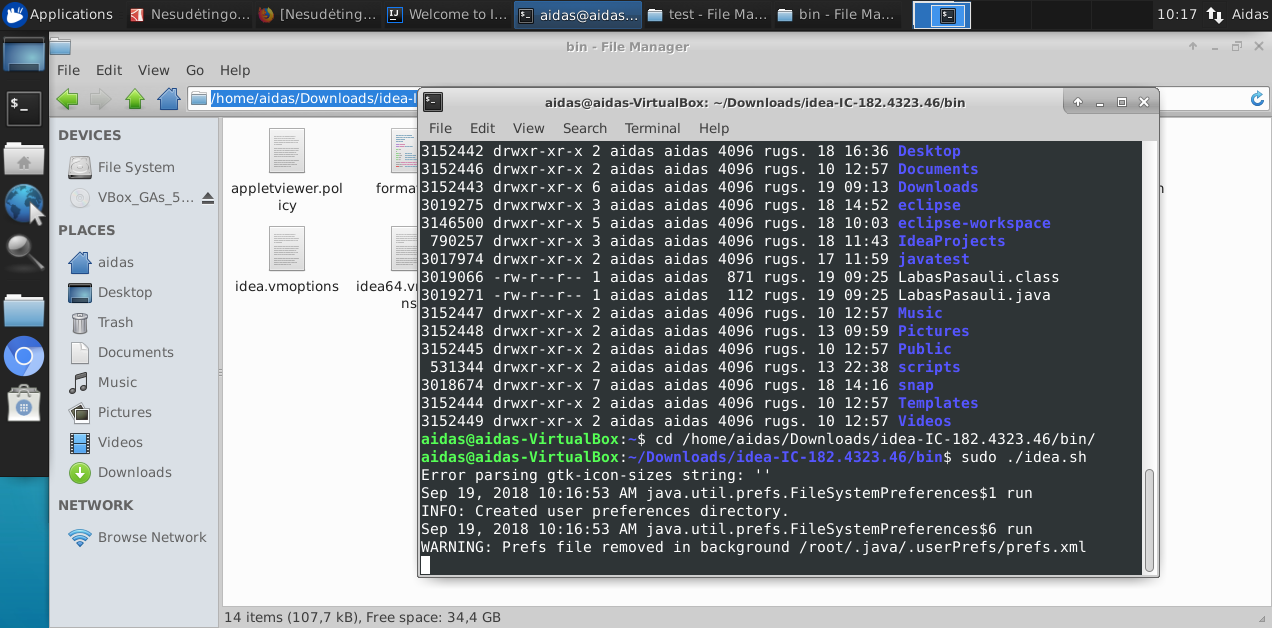 Applications
Nesudėtingo...
[Nesudėting...
Welcome to I...
aidas@aidas...
test - File Ma...
bin - File Ma...
10:17
Aidas
bin - File Manager
File Edit View Go Help
/home/aidas/Downloads/idea-I
DEVICES
File System
VBox_GAs_5...
PLACES
aidas
Desktop
Trash
Documents
Music
Pictures
Videos
Downloads
NETWORK
Browse Network
appletviewer.pol
icy
forma
idea.vmoptions
idea64.v
ns
14 items (107,7 kB), Free space: 34,4 GB
aidas@aidas-VirtualBox: ~/Downloads/idea-IC-182.4323.46/bin
File Edit View Search Terminal Help
3152442 drwxr-xr-x 2 aidas aidas 4096 rugs. 18 16:36 Desktop
3152446 drwxr-xr-x 2 aidas aidas 4096 rugs. 10 12:57 Documents
3152443 drwxr-xr-x 6 aidas aidas 4096 rugs. 19 09:13 Downloads
3019275 drwxrwxr-x 3 aidas aidas 4096 rugs. 18 14:52 eclipse
3146500 drwxr-xr-x 5 aidas aidas 4096 rugs. 18 10:03 eclipse-workspace
790257 drwxr-xr-x 3 aidas aidas 4096 rugs. 18 11:43 IdeaProjects
3017974 drwxr-xr-x 2 aidas aidas 4096 rugs. 17 11:59 javatest
3019066 -rw-r--r-- 1 aidas aidas 871 rugs. 19 09:25 LabasPasauli.class
3019271 -rw-r--r-- 1 aidas aidas 112 rugs. 19 09:25 LabasPasauli.java
3152447 drwxr-xr-x 2 aidas aidas 4096 rugs. 10 12:57 Music
3152448 drwxr-xr-x 2 aidas aidas 4096 rugs. 13 09:59 Pictures
3152445 drwxr-xr-x 2 aidas aidas 4096 rugs. 10 12:57 Public
531344 drwxr-xr-x 2 aidas aidas 4096 rugs. 13 22:38 scripts
3018674 drwxr-xr-x 7 aidas aidas 4096 rugs. 18 14:16 snap
3152444 drwxr-xr-x 2 aidas aidas 4096 rugs. 10 12:57 Templates
3152449 drwxr-xr-x 2 aidas aidas 4096 rugs. 10 12:57 Videos
aidas@aidas-VirtualBox:~$ cd /home/aidas/Downloads/idea-IC-182.4323.46/bin/
aidas@aidas-VirtualBox:~/Downloads/idea-IC-182.4323.46/bin$ sudo ./idea.sh
Error parsing gtk-icon-sizes string: ''
Sep 19, 2018 10:16:53 AM java.util.prefs.FileSystemPreferences$1 run
INFO: Created user preferences directory.
Sep 19, 2018 10:16:53 AM java.util.prefs.FileSystemPreferences$6 run
WARNING: Prefs file removed in background /root/.java/.userPrefs/prefs.xml